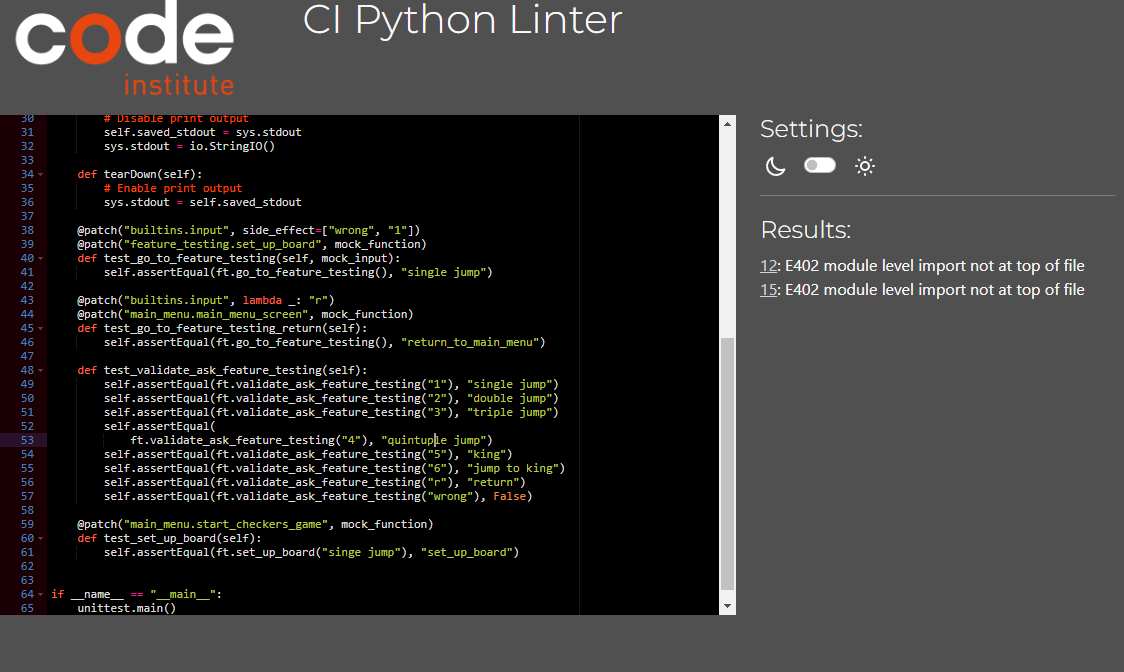 code
institute
CI Python Linter
30 # Disable print output
31 self.saved_stdout = sys.stdout
32 sys.stdout = io.StringIO()
33
34 def tearDown(self):
35 # Enable print output
36 sys.stdout = self.saved_stdout
37
38 @patch("builtins.input", side_effect=["wrong", "1"])
39 @patch("feature_testing.set_up_board", mock_function)
40 def test_go_to_feature_testing(self, mock_input):
41 self.assertEqual(ft.go_to_feature_testing(), "single jump")
42
43 @patch("builtins.input", lambda _: "r")
44 @patch("main_menu.main_menu_screen", mock_function)
45 def test_go_to_feature_testing_return(self):
46 self.assertEqual(ft.go_to_feature_testing(), "return_to_main_menu")
47
48 def test_validate_ask_feature_testing(self):
49 self.assertEqual(ft.validate_ask_feature_testing("1"), "single jump")
50 self.assertEqual(ft.validate_ask_feature_testing("2"), "double jump")
51 self.assertEqual(ft.validate_ask_feature_testing("3"), "triple jump")
52 self.assertEqual(
53 ft.validate_ask_feature_testing("4"), "quintuple jump")
54 self.assertEqual(ft.validate_ask_feature_testing("5"), "king")
55 self.assertEqual(ft.validate_ask_feature_testing("6"), "jump to king")
56 self.assertEqual(ft.validate_ask_feature_testing("r"), "return")
57 self.assertEqual(ft.validate_ask_feature_testing("wrong"), False)
58
59 @patch("main_menu.start_checkers_game", mock_function)
60 def test_set_up_board(self):
61 self.assertEqual(ft.set_up_board("singe jump"), "set_up_board")
62
63
64 if __name__ == "__main__":
65 unittest.main()
Settings:
Results:
12: E402 module level import not at top of file
15: E402 module level import not at top of file